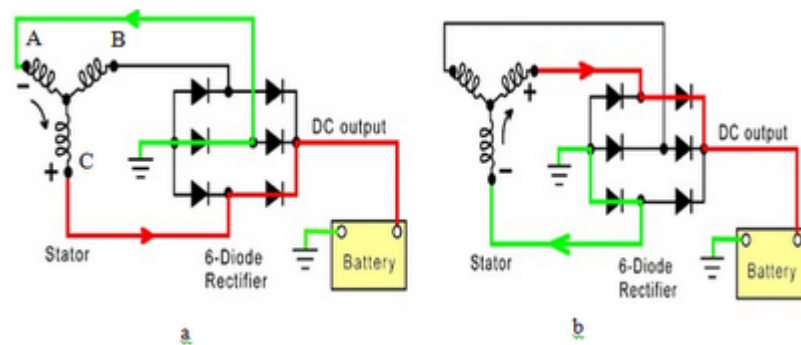 A
B
C
-
+
DC output
Stator
6-Diode
Rectifier
Battery
a
+
-
DC output
Stator
6-Diode
Rectifier
Battery
b